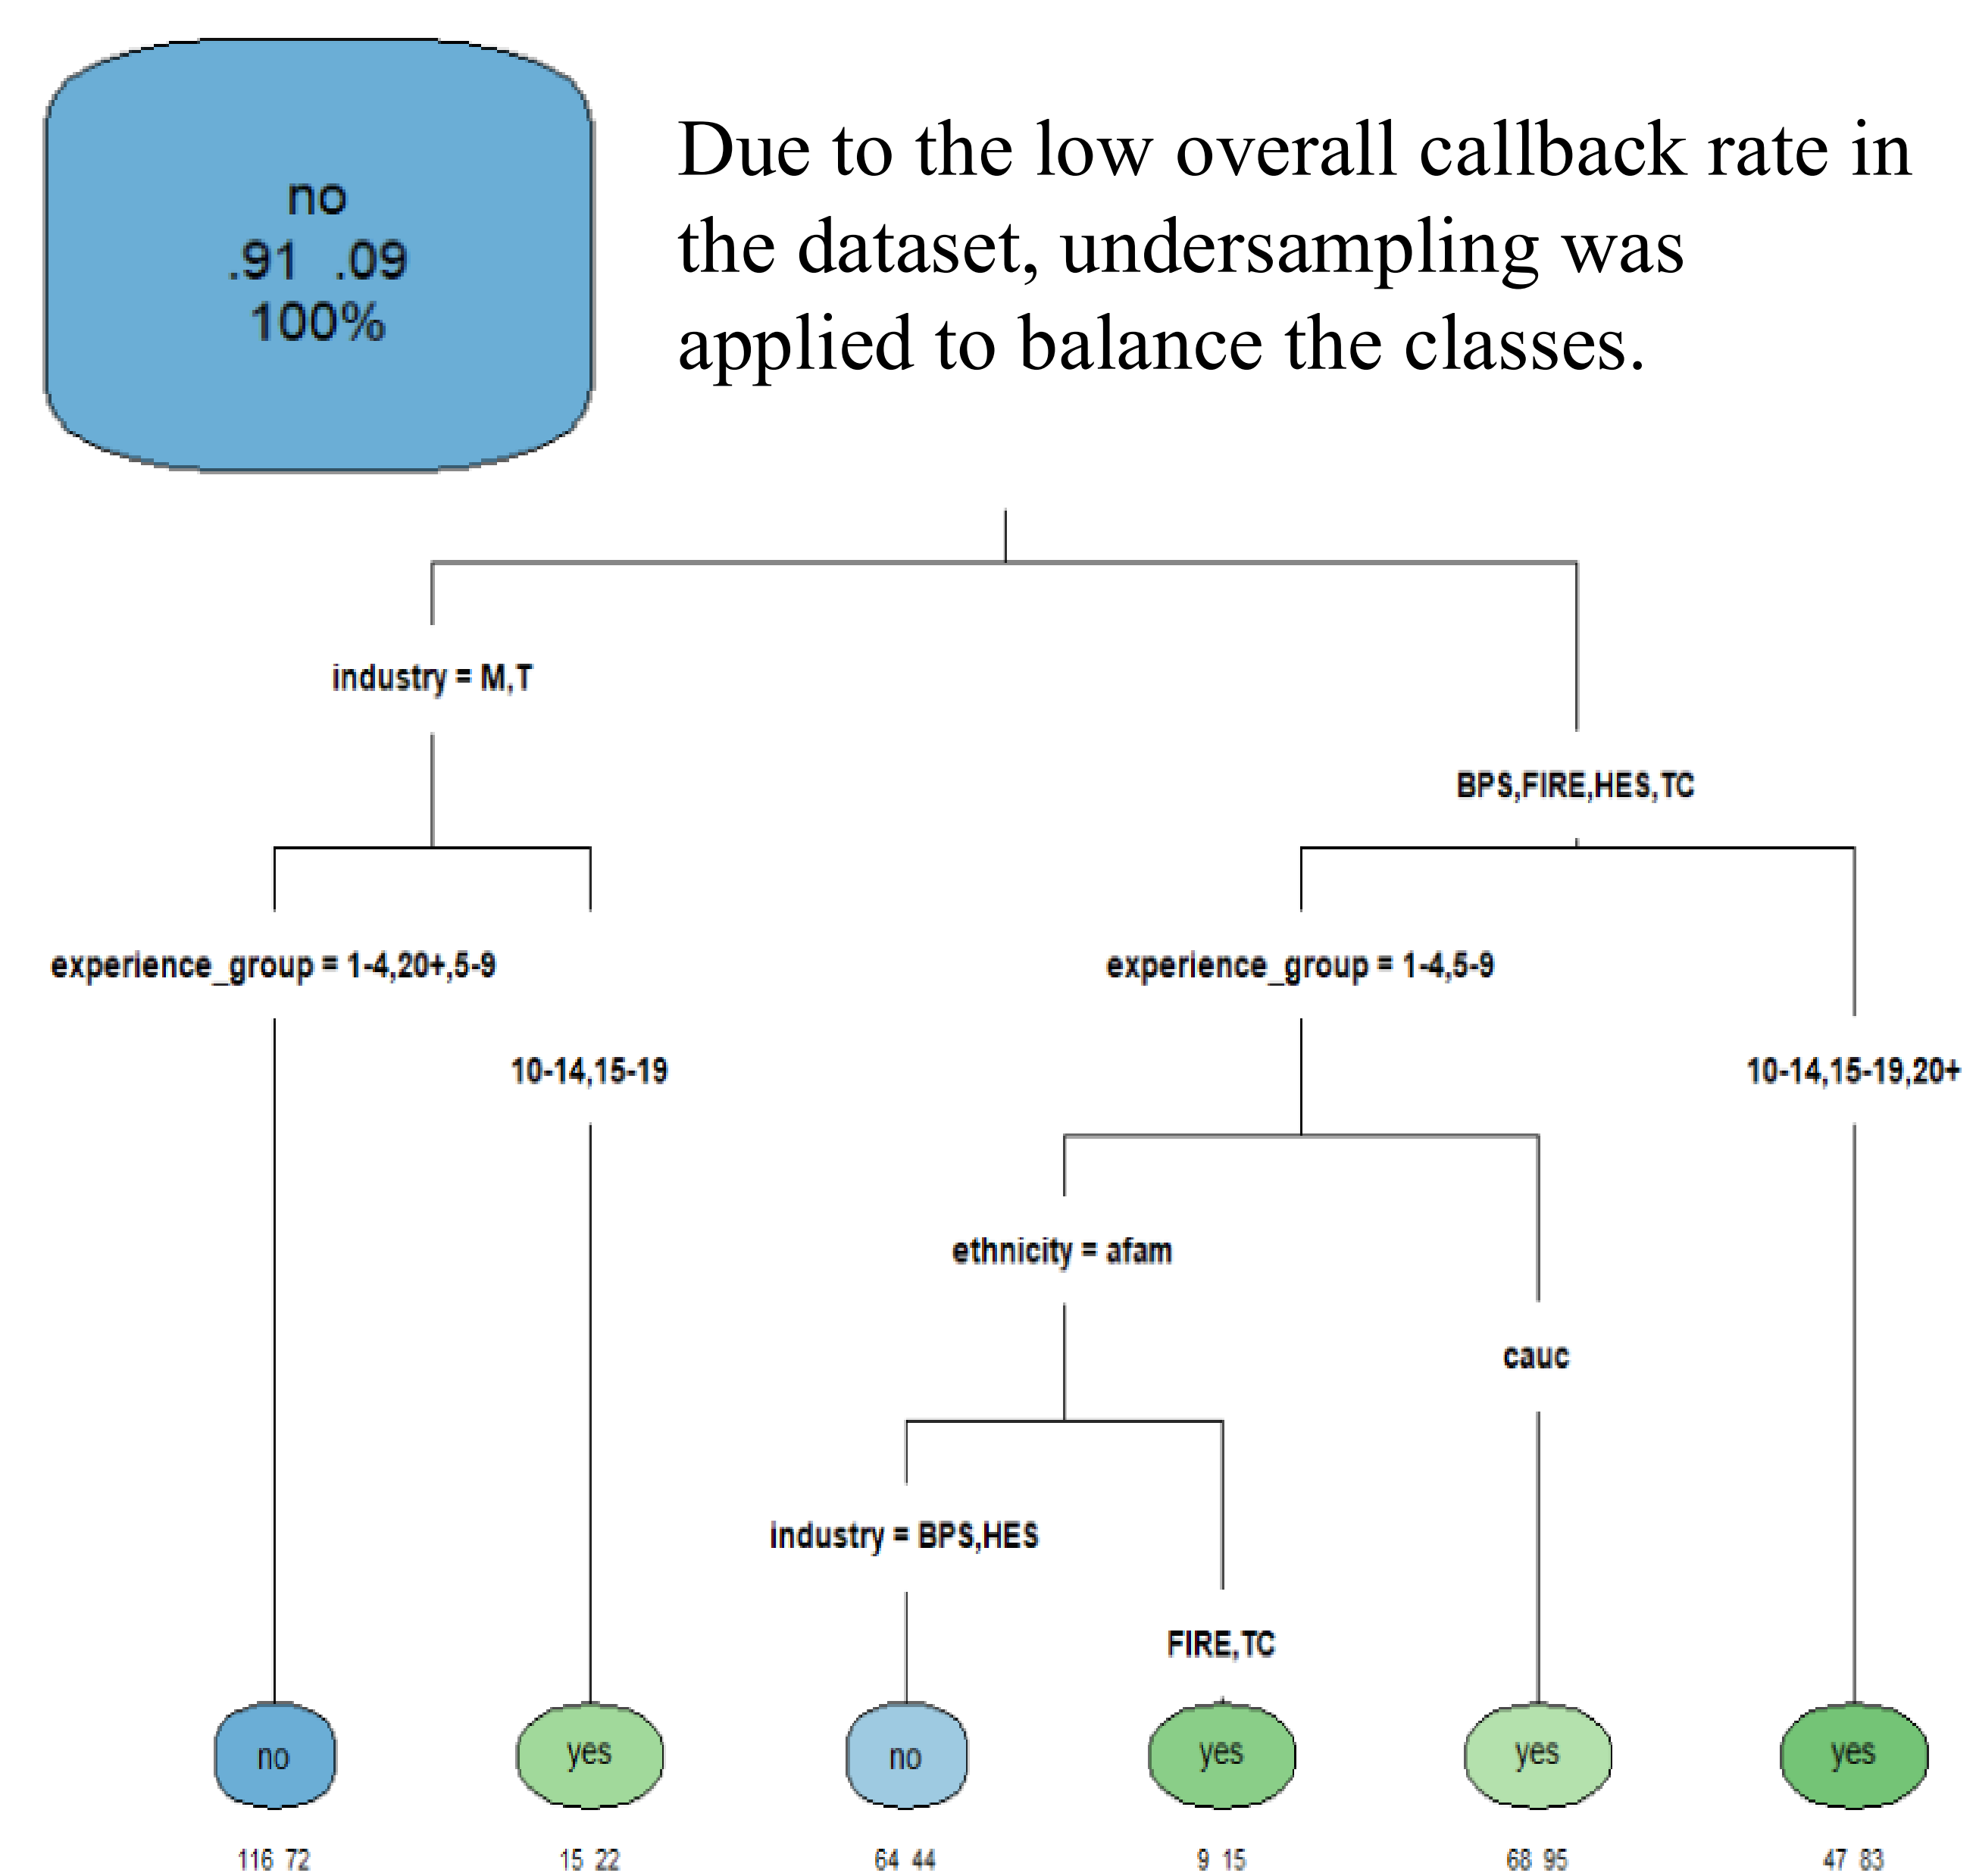 no
.91 .09
100%
Due to the low overall callback rate in
the dataset, undersampling was
applied to balance the classes.
industry = M,T
BPS,FIRE,HES,TC
experience_group = 1-4,20+,5-9
10-14,15-19
experience_group = 1-4,5-9
10-14,15-19,20+
ethnicity = afam
cauc
industry = BPS,HES
FIRE,TC
no
yes
no
yes
yes
yes
116 72
15 22
64 44
9 15
68 95
47 83